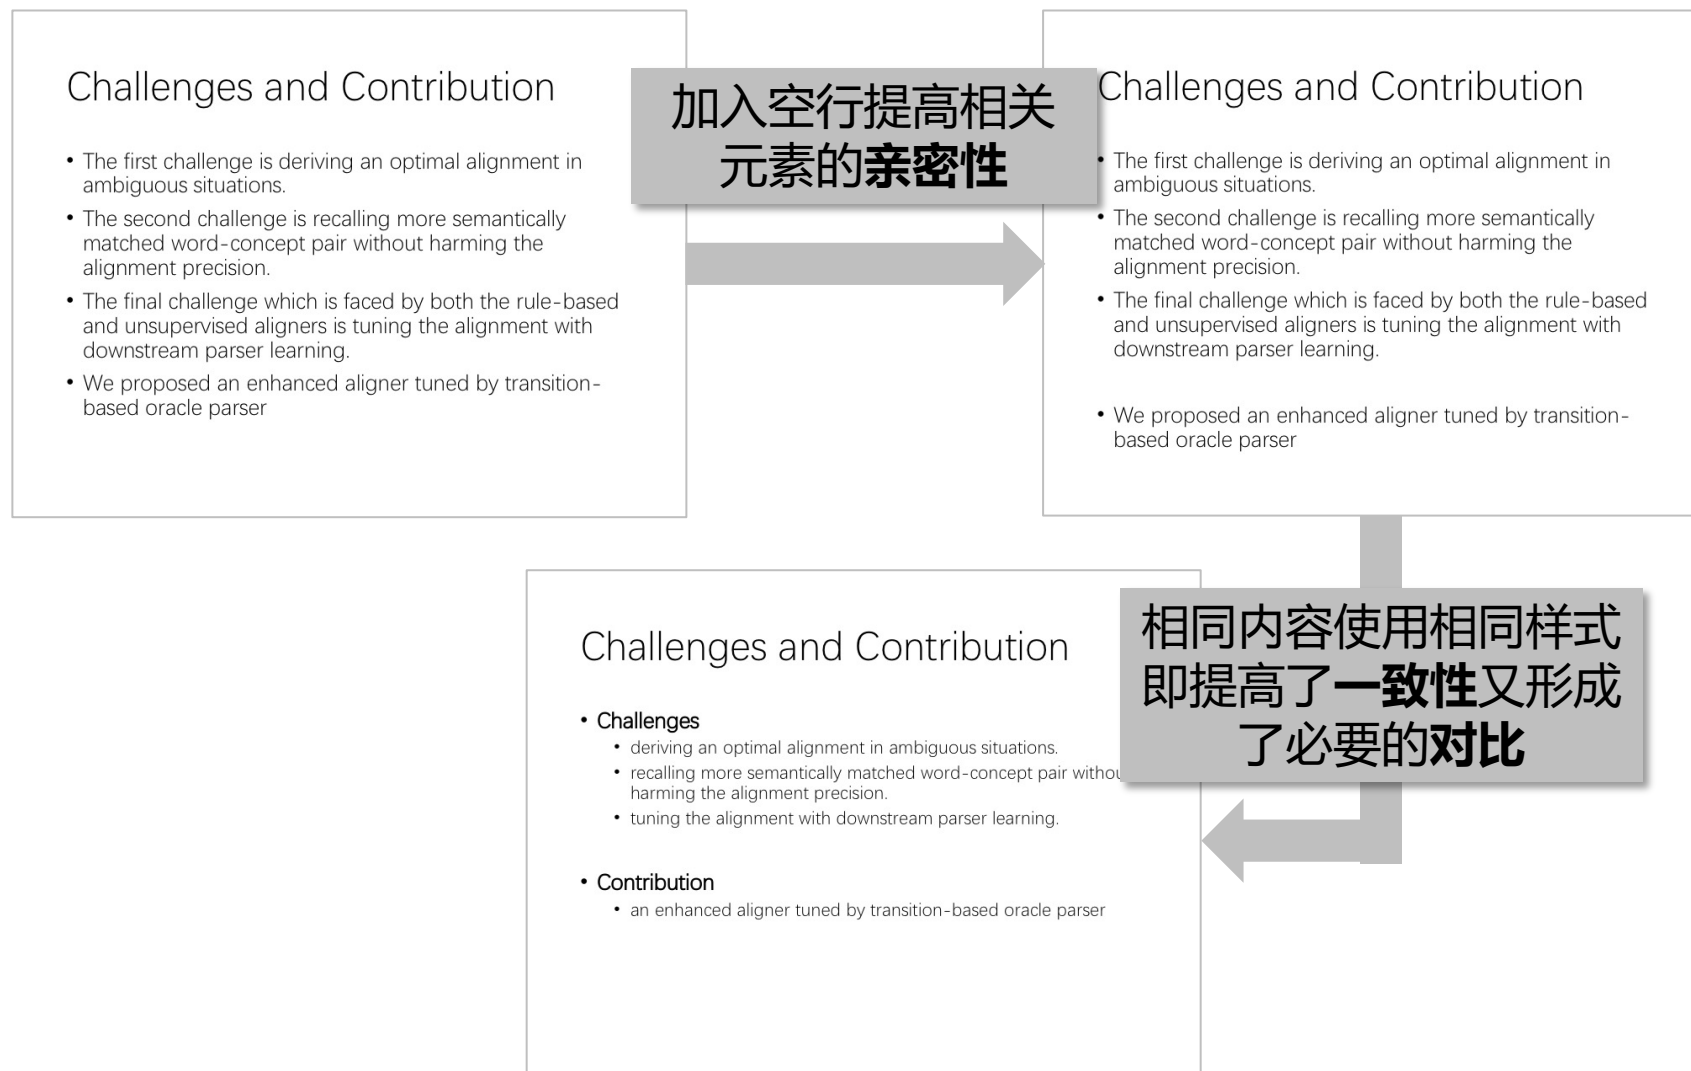 Challenges and Contribution
• The first challenge is deriving an optimal alignment in
ambiguous situations.
• The second challenge is recalling more semantically
matched word-concept pair without harming the
alignment precision.
• The final challenge which is faced by both the rule-based
and unsupervised aligners is tuning the alignment with
downstream parser learning.
• We proposed an enhanced aligner tuned by transition-
based oracle parser
加入空行提高相关
元素的亲密性
Challenges and Contribution
• The first challenge is deriving an optimal alignment in
ambiguous situations.
• The second challenge is recalling more semantically
matched word-concept pair without harming the
alignment precision.
• The final challenge which is faced by both the rule-based
and unsupervised aligners is tuning the alignment with
downstream parser learning.
• We proposed an enhanced aligner tuned by transition-
based oracle parser
相同内容使用相同样式
即提高了一致性又形成
了必要的对比
Challenges and Contribution
• Challenges
• deriving an optimal alignment in ambiguous situations.
• recalling more semantically matched word-concept pair withou
harming the alignment precision.
• tuning the alignment with downstream parser learning.
• Contribution
• an enhanced aligner tuned by transition-based oracle parser